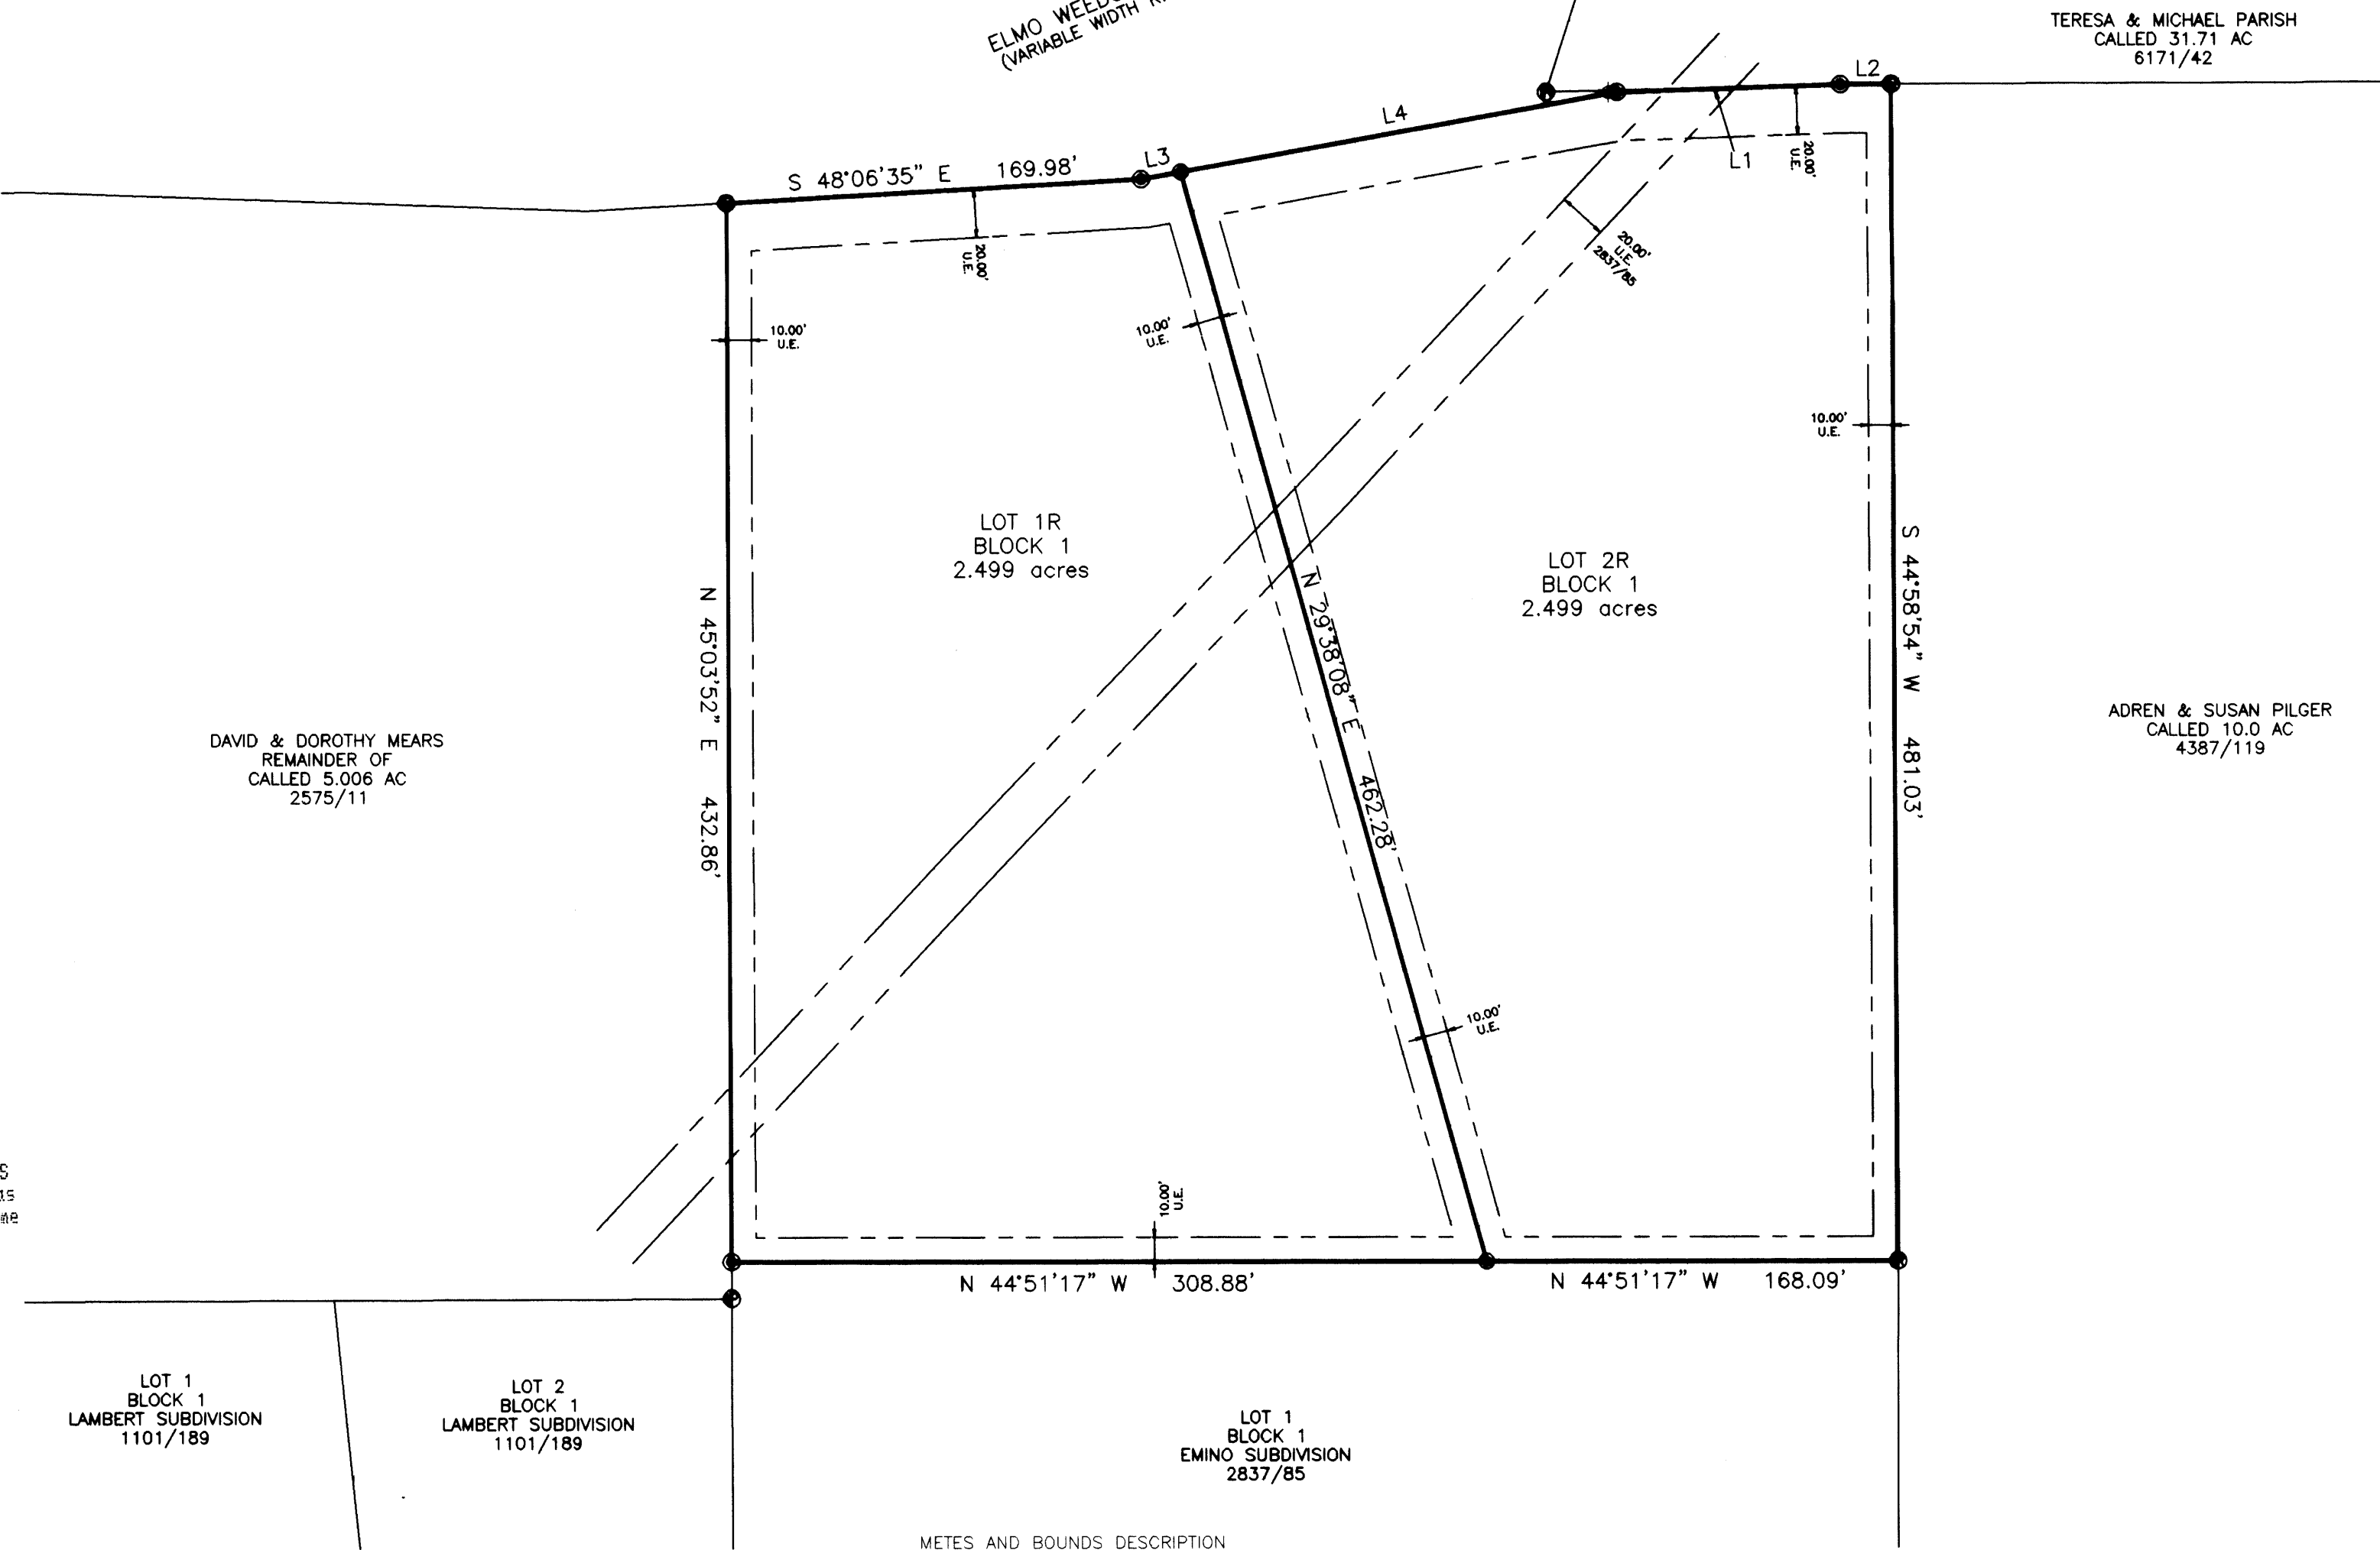 ELMO
(VARIABLE WIDTH
TERESA & MICHAEL PARISH
CALLED 31.71 AC
6171/42
L2
L4
L3
S 48°06'35" E 169.98'
L1
20.00'
U.E.
20.00'
U.E.
20.00'
U.E.
2837/85
10.00'
U.E.
10.00'
U.E.
10.00'
U.E.
LOT 1R
BLOCK 1
2.499 acres
LOT 2R
BLOCK 1
2.499 acres
N 45°03'52" E 432.86'
N 29°38'08" E 462.28'
S 44°58'54" W 481.03'
DAVID & DOROTHY MEARS
REMAINDER OF
CALLED 5.006 AC
2575/11
ADREN & SUSAN PILGER
CALLED 10.0 AC
4387/119
10.00'
U.E.
10.00'
U.E.
N 44°51'17" W 308.88'
N 44°51'17" W 168.09'
LOT 1
BLOCK 1
LAMBERT SUBDIVISION
1101/189
LOT 2
BLOCK 1
LAMBERT SUBDIVISION
1101/189
LOT 1
BLOCK 1
EMINO SUBDIVISION
2837/85
METES AND BOUNDS DESCRIPTION